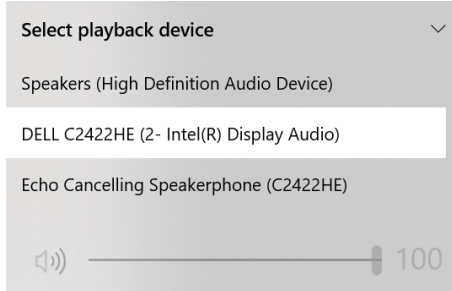 Select playback device
Speakers (High Definition Audio Device)
DELL C2422HE (2- Intel(R) Display Audio)
Echo Cancelling Speakerphone (C2422HE)
100